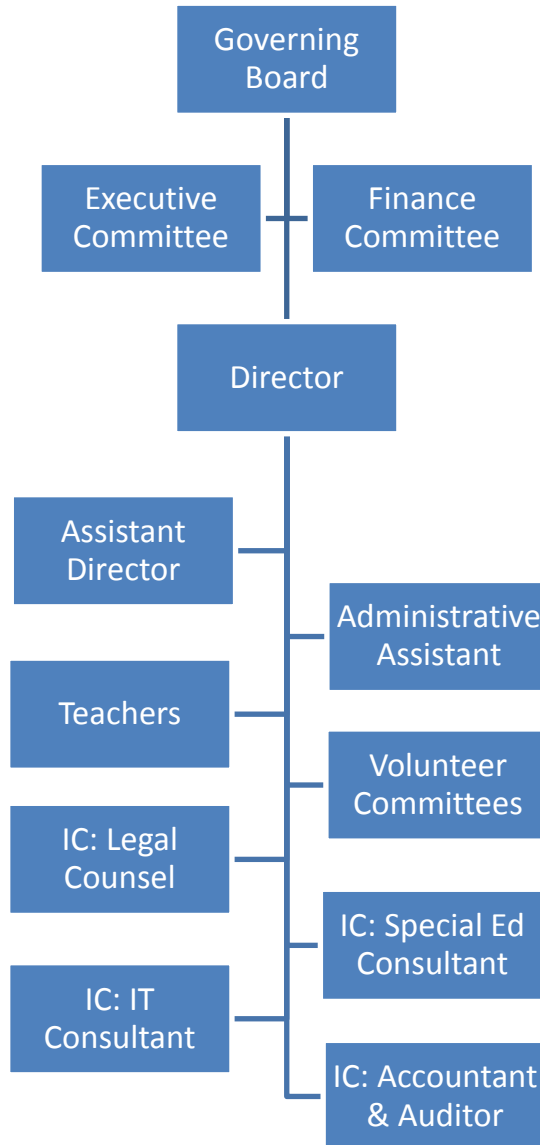 Governing
Board
Executive
Committee
Finance
Committee
Director
Assistant
Director
Administrative
Assistant
Teachers
Volunteer
Committees
IC: Legal
Counsel
IC: Special Ed
Consultant
IC: IT
Consultant
IC: Accountant
& Auditor